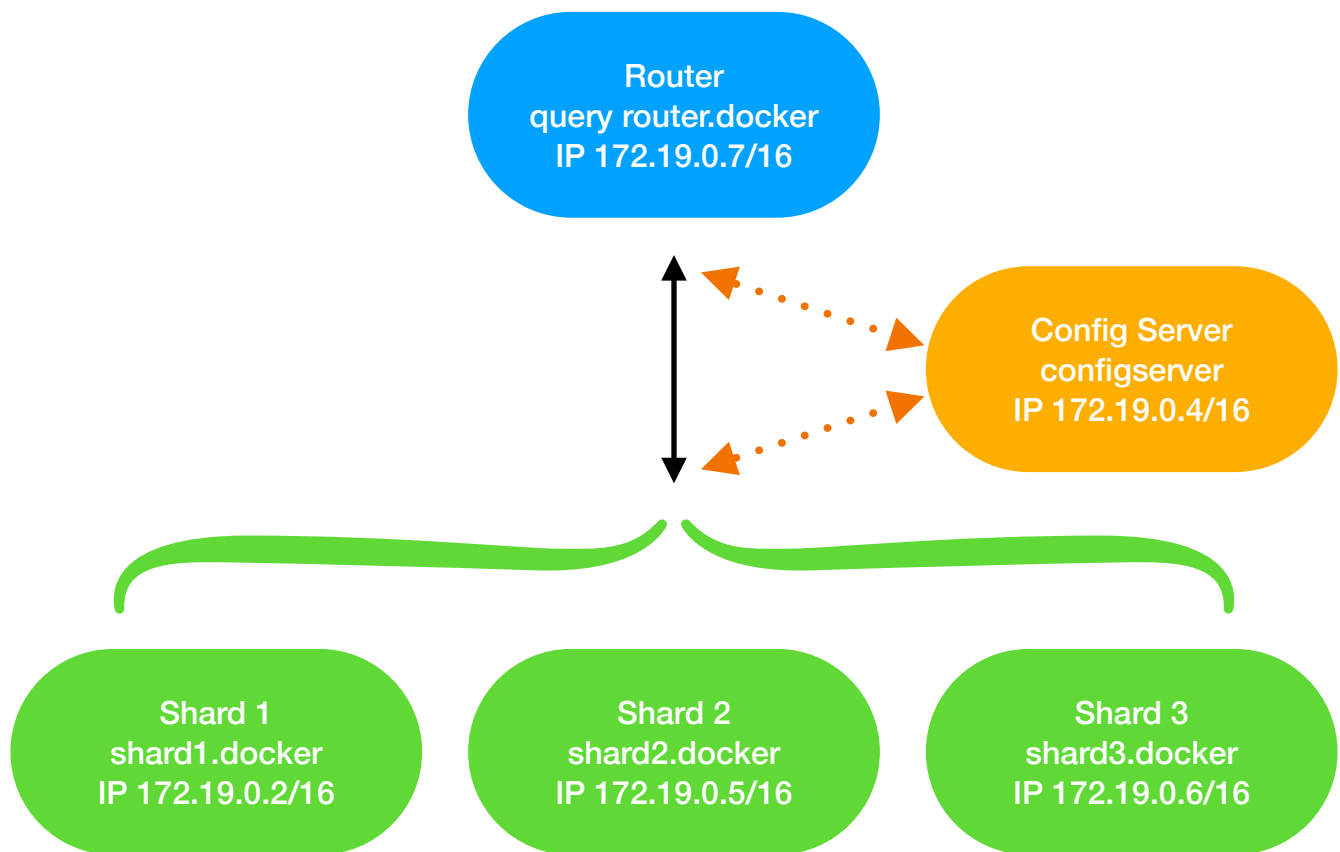 Router
query router.docker
IP 172.19.0.7/16
Config Server
configserver
IP 172.19.0.4/16
Shard 1
shard1.docker
IP 172.19.0.2/16
Shard 2
shard2.docker
IP 172.19.0.5/16
Shard 3
shard3.docker
IP 172.19.0.6/16